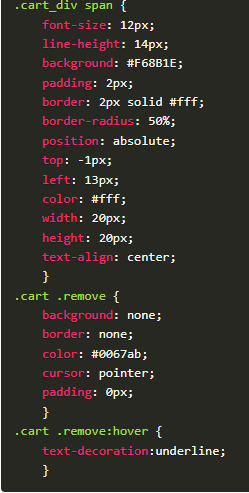 .cart_div span {
font-size: 12px;
line-height: 14px;
background: #F68B1E;
padding: 2px;
border: 2px solid #fff;
border-radius: 50%;
position: absolute;
top: -1px;
left: 13px;
color: #fff;
width: 20px;
height: 20px;
text-align: center;
}
.cart .remove {
background: none;
border: none;
color: #0067ab;
cursor: pointer;
padding: 0px;
}
.cart .remove:hover {
text-decoration:underline;
}